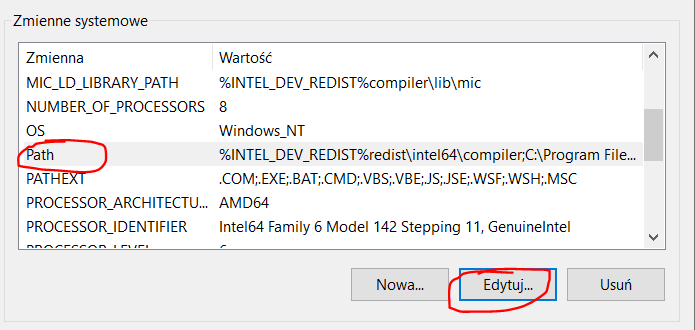 Zmienne systemowe
Zmienna Wartość
MIC_LD_LIBRARY_PATH %INTEL_DEV_REDIST%compiler\lib\mic
NUMBER_OF_PROCESSORS 8
OS Windows_NT
Path %INTEL_DEV_REDIST%redist\intel64\compiler;C:\Program File...
PATHEXT .COM;.EXE;.BAT;.CMD;.VBS;.VBE;.JS;.JSE;.WSF;.WSH;.MSC
PROCESSOR_ARCHITECTU... AMD64
PROCESSOR_IDENTIFIER Intel64 Family 6 Model 142 Stepping 11, GenuineIntel
PROCESSOR_LEVEL 6
Nowa... Edytuj... Usuń